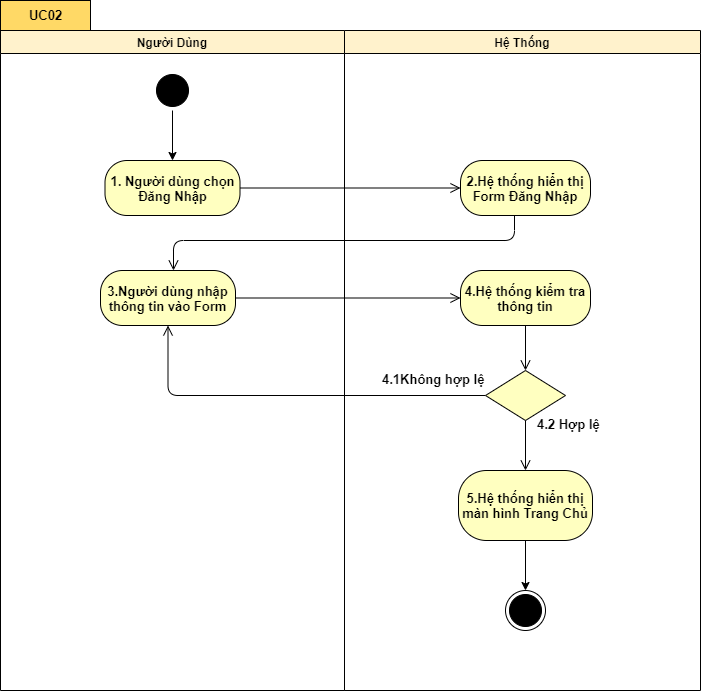 UC02
Người Dùng
Hệ Thống
1. Người dùng chọn
Đăng Nhập
2.Hệ thống hiển thị
Form Đăng Nhập
3.Người dùng nhập
thông tin vào Form
4.Hệ thống kiểm tra
thông tin
4.1Không hợp lệ
4.2 Hợp lệ
5.Hệ thống hiển thị
màn hình Trang Chủ